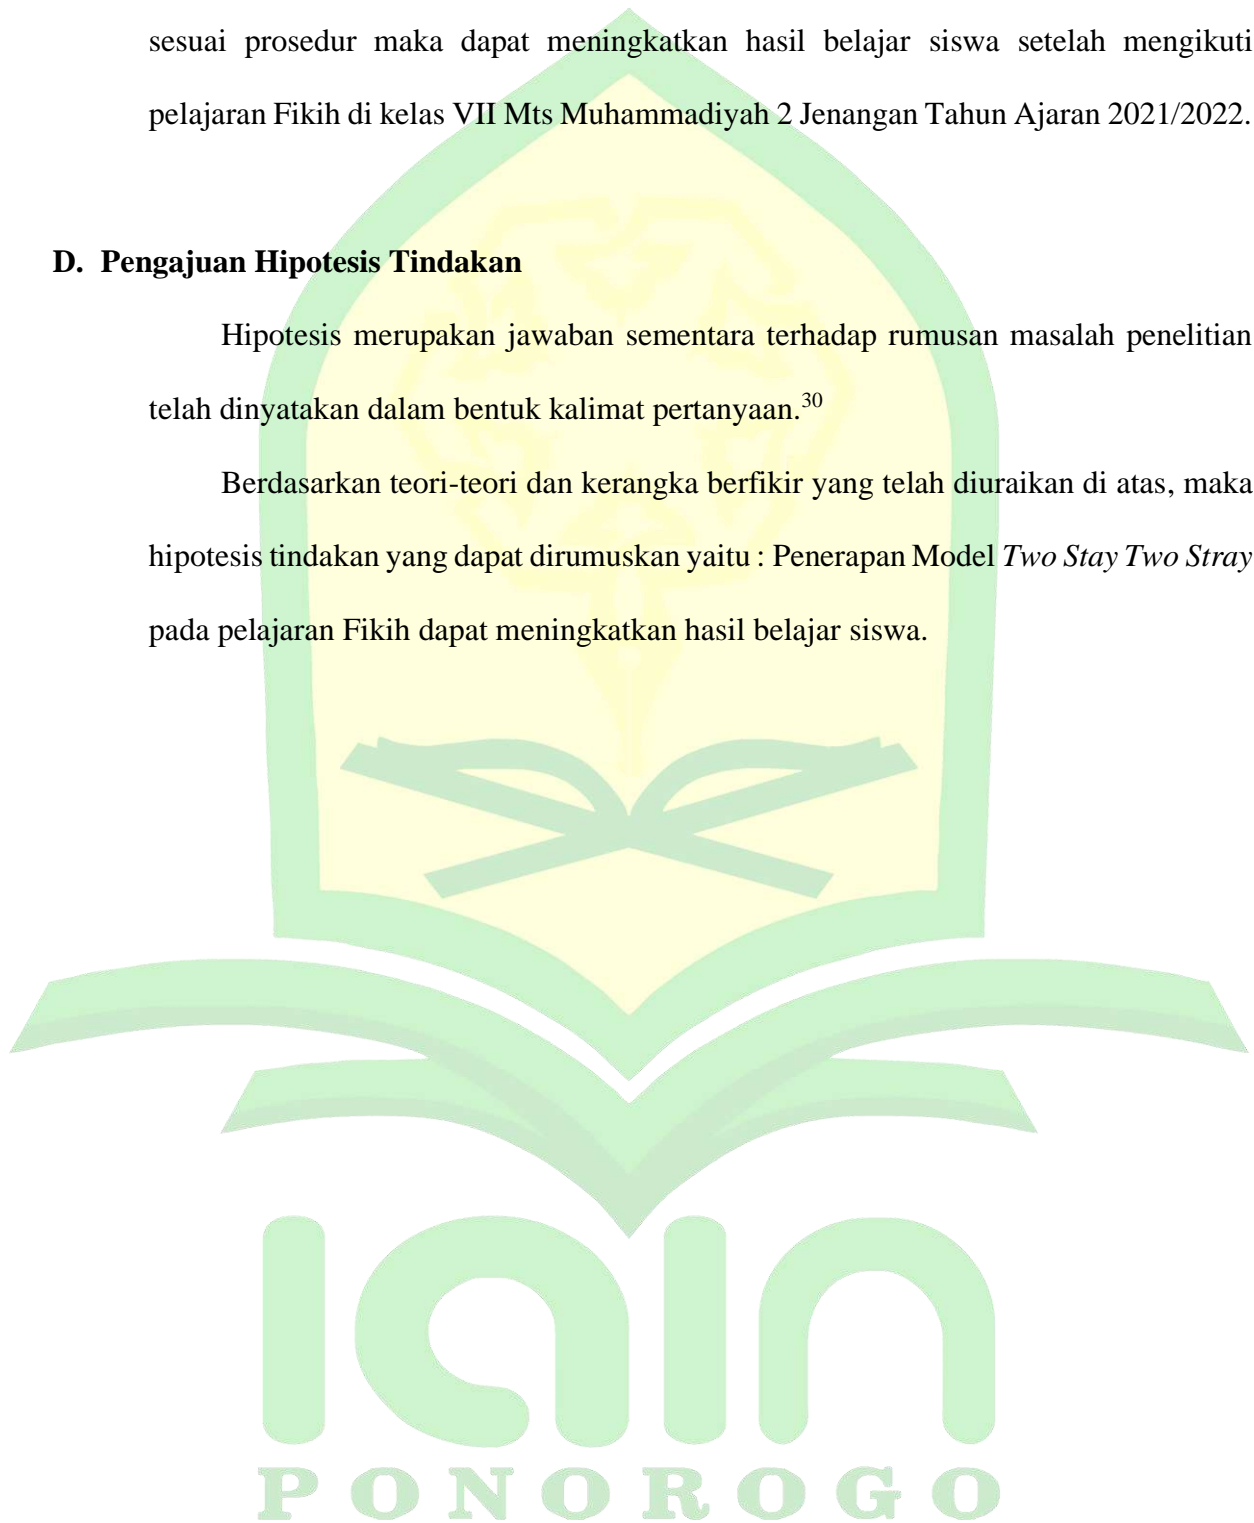 sesuai prosedur maka dapat meningkatkan hasil belajar siswa setelah mengikuti
pelajaran Fikih di kelas VII Mts Muhammadiyah 2 Jenangan Tahun Ajaran 2021/2022.
D. Pengajuan Hipotesis Tindakan
Hipotesis merupakan jawaban sementara terhadap rumusan masalah penelitian
telah dinyatakan dalam bentuk kalimat pertanyaan.30
Berdasarkan teori-teori dan kerangka berfikir yang telah diuraikan di atas, maka
hipotesis tindakan yang dapat dirumuskan yaitu : Penerapan Model Two Stay Two Stray
pada pelajaran Fikih dapat meningkatkan hasil belajar siswa.
iain
PONOROGO